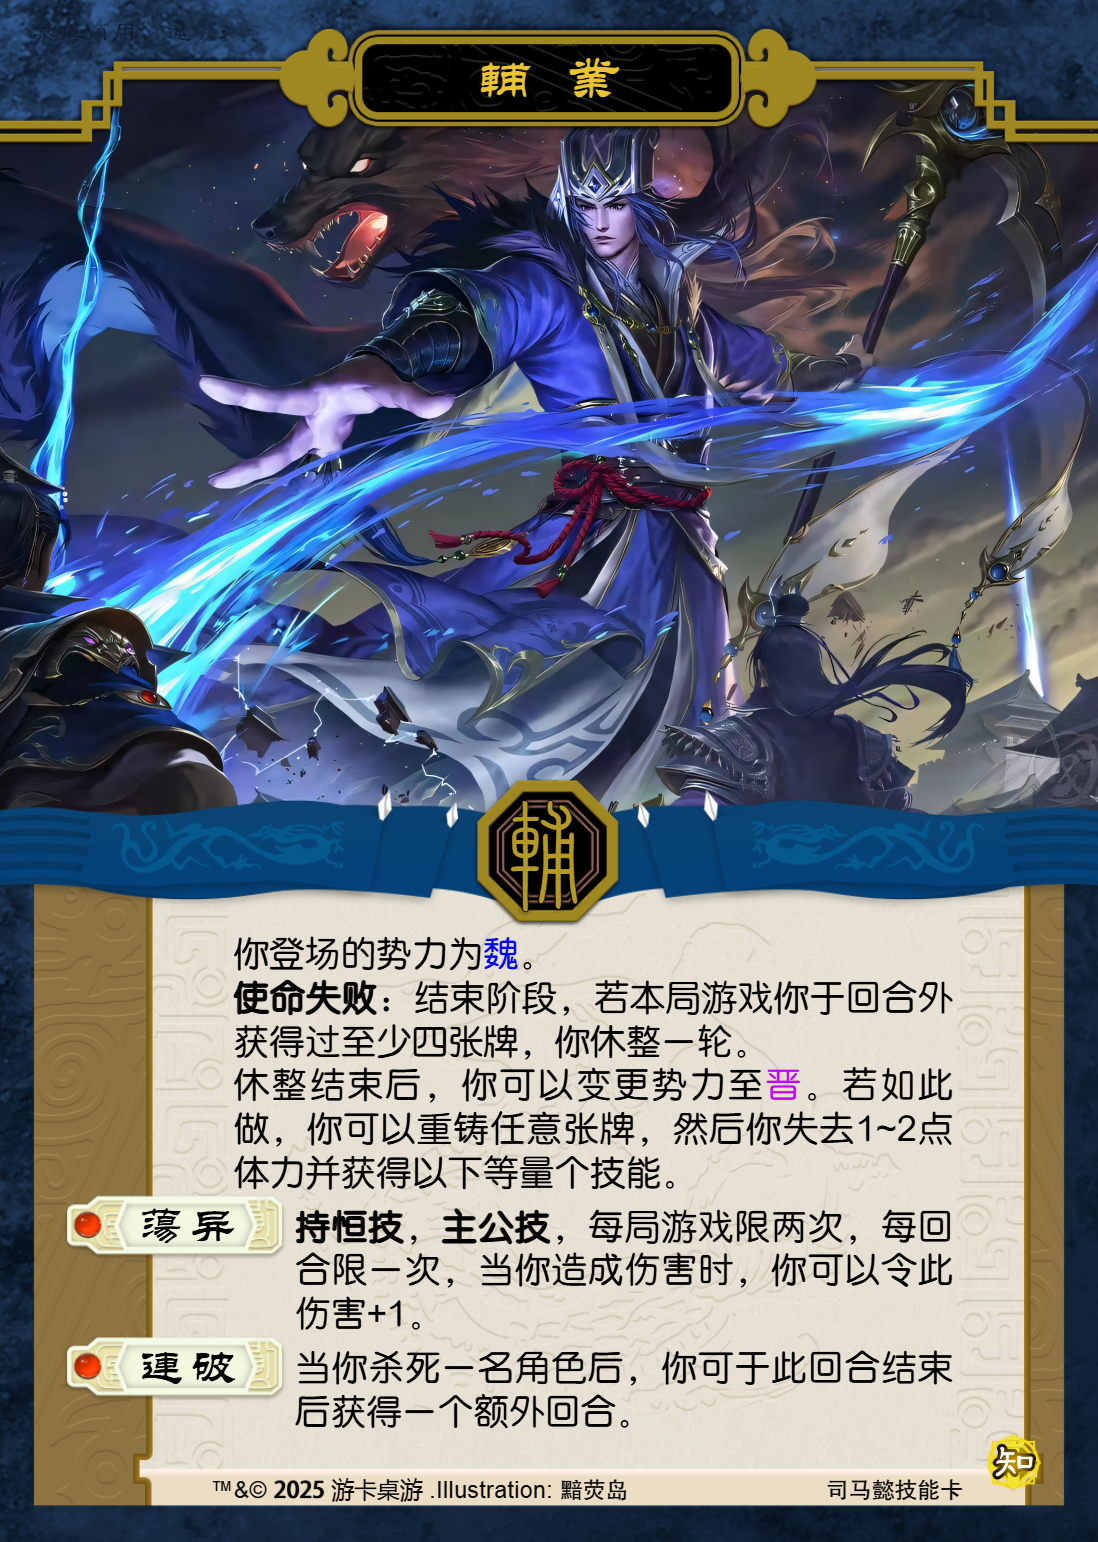 輔業
輔
你登场的势力为魏。
使命失败：结束阶段，若本局游戏你于回合外
获得过至少四张牌，你休整一轮。
休整结束后，你可以变更势力至晋。若如此
做，你可以重铸任意张牌，然后你失去1~2点
体力并获得以下等量个技能。
蕩异
持恒技，主公技，每局游戏限两次，每回
合限一次，当你造成伤害时，你可以令此
伤害+1。
連破
当你杀死一名角色后，你可于此回合结束
后获得一个额外回合。
知
™&© 2025 游卡桌游 .Illustration: 黯荧岛
司马懿技能卡